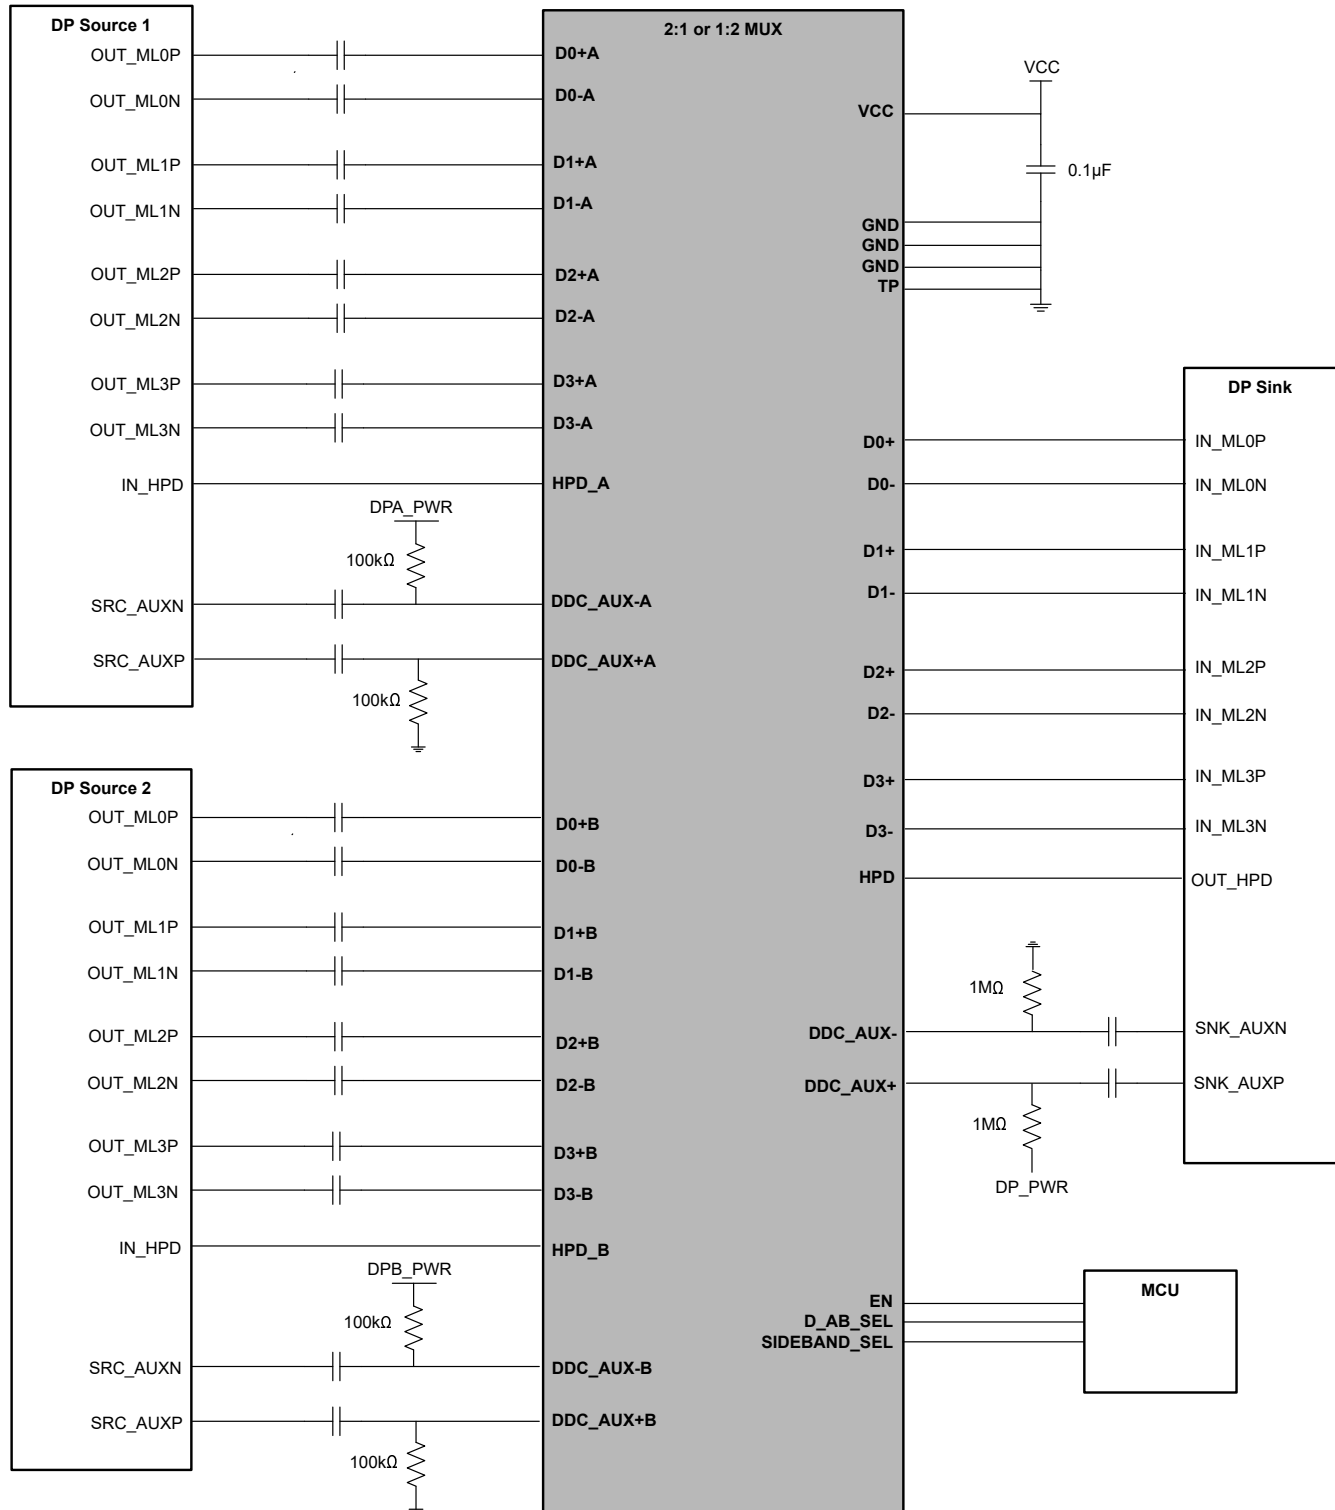 DP Source 1
OUT_ML0P
OUT_ML0N
OUT_ML1P
OUT_ML1N
OUT_ML2P
OUT_ML2N
OUT_ML3P
OUT_ML3N
IN_HPD
SRC_AUXN
SRC_AUXP
DPA_PWR
100kΩ
100kΩ
DP Source 2
OUT_ML0P
OUT_ML0N
OUT_ML1P
OUT_ML1N
OUT_ML2P
OUT_ML2N
OUT_ML3P
OUT_ML3N
IN_HPD
SRC_AUXN
SRC_AUXP
DPB_PWR
100kΩ
100kΩ
2:1 or 1:2 MUX
D0+A
D0-A
D1+A
D1-A
D2+A
D2-A
D3+A
D3-A
HPD_A
DDC_AUX-A
DDC_AUX+A
D0+B
D0-B
D1+B
D1-B
D2+B
D2-B
D3+B
D3-B
HPD_B
DDC_AUX-B
DDC_AUX+B
VCC
GND
GND
GND
TP
D0+
D0-
D1+
D1-
D2+
D2-
D3+
D3-
HPD
DDC_AUX-
DDC_AUX+
EN
D_AB_SEL
SIDEBAND_SEL
VCC
0.1µF
1MΩ
1MΩ
DP_PWR
DP Sink
IN_ML0P
IN_ML0N
IN_ML1P
IN_ML1N
IN_ML2P
IN_ML2N
IN_ML3P
IN_ML3N
OUT_HPD
SNK_AUXN
SNK_AUXP
MCU